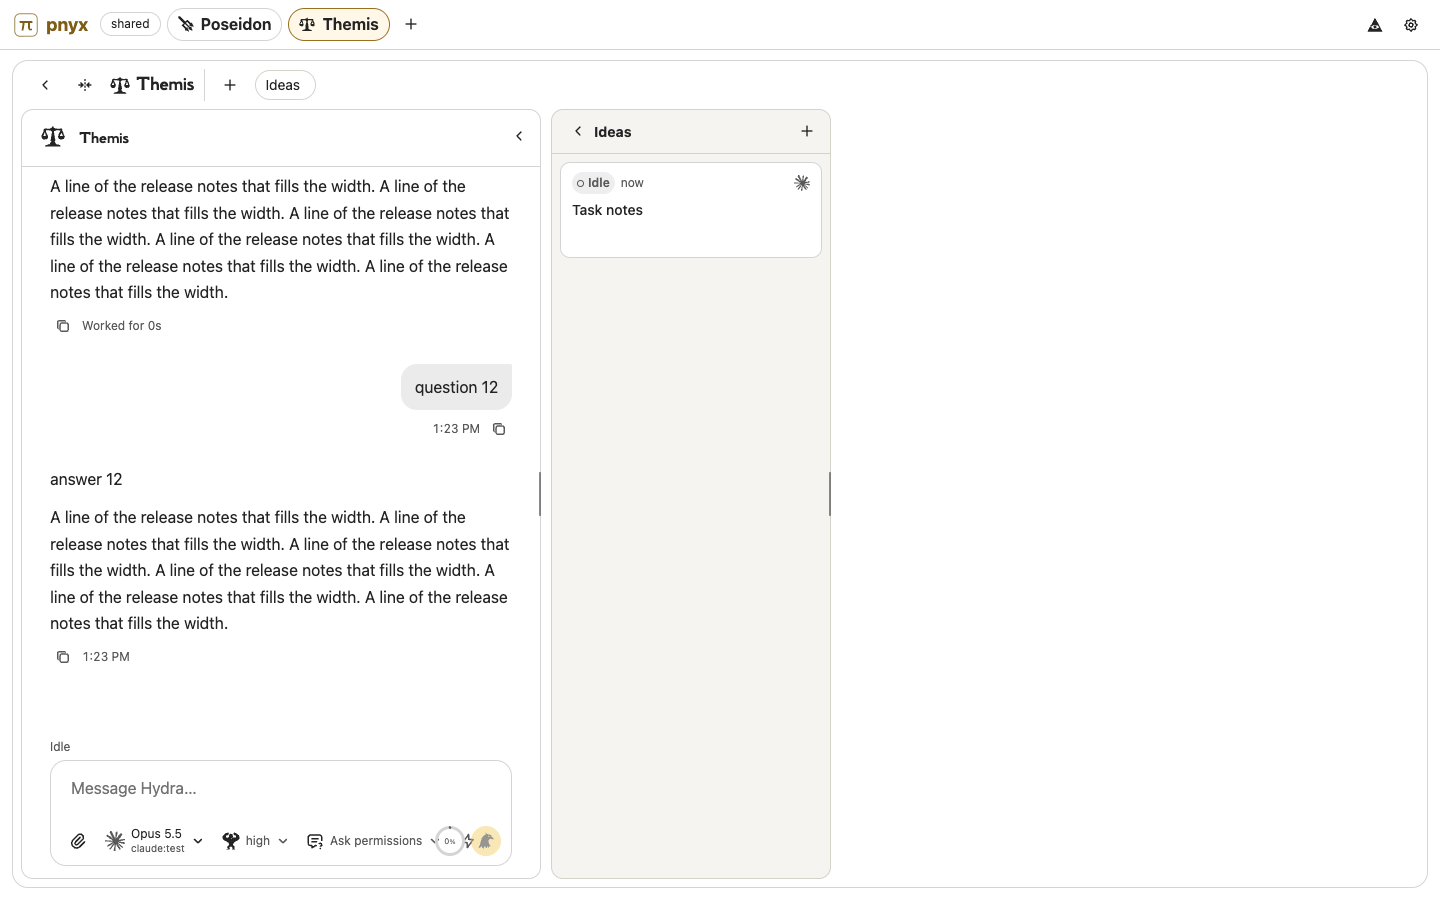 π pnyx shared Poseidon Themis
Themis Ideas
Themis
A line of the release notes that fills the width. A line of the
release notes that fills the width. A line of the release notes that
fills the width. A line of the release notes that fills the width. A
line of the release notes that fills the width. A line of the release
notes that fills the width.
Worked for 0s
question 12
1:23 PM
answer 12
A line of the release notes that fills the width. A line of the
release notes that fills the width. A line of the release notes that
fills the width. A line of the release notes that fills the width. A
line of the release notes that fills the width. A line of the release
notes that fills the width.
1:23 PM
Idle
Message Hydra...
Opus 5.5
claude:test
high
Ask permissions
0%
Ideas
Idle now
Task notes